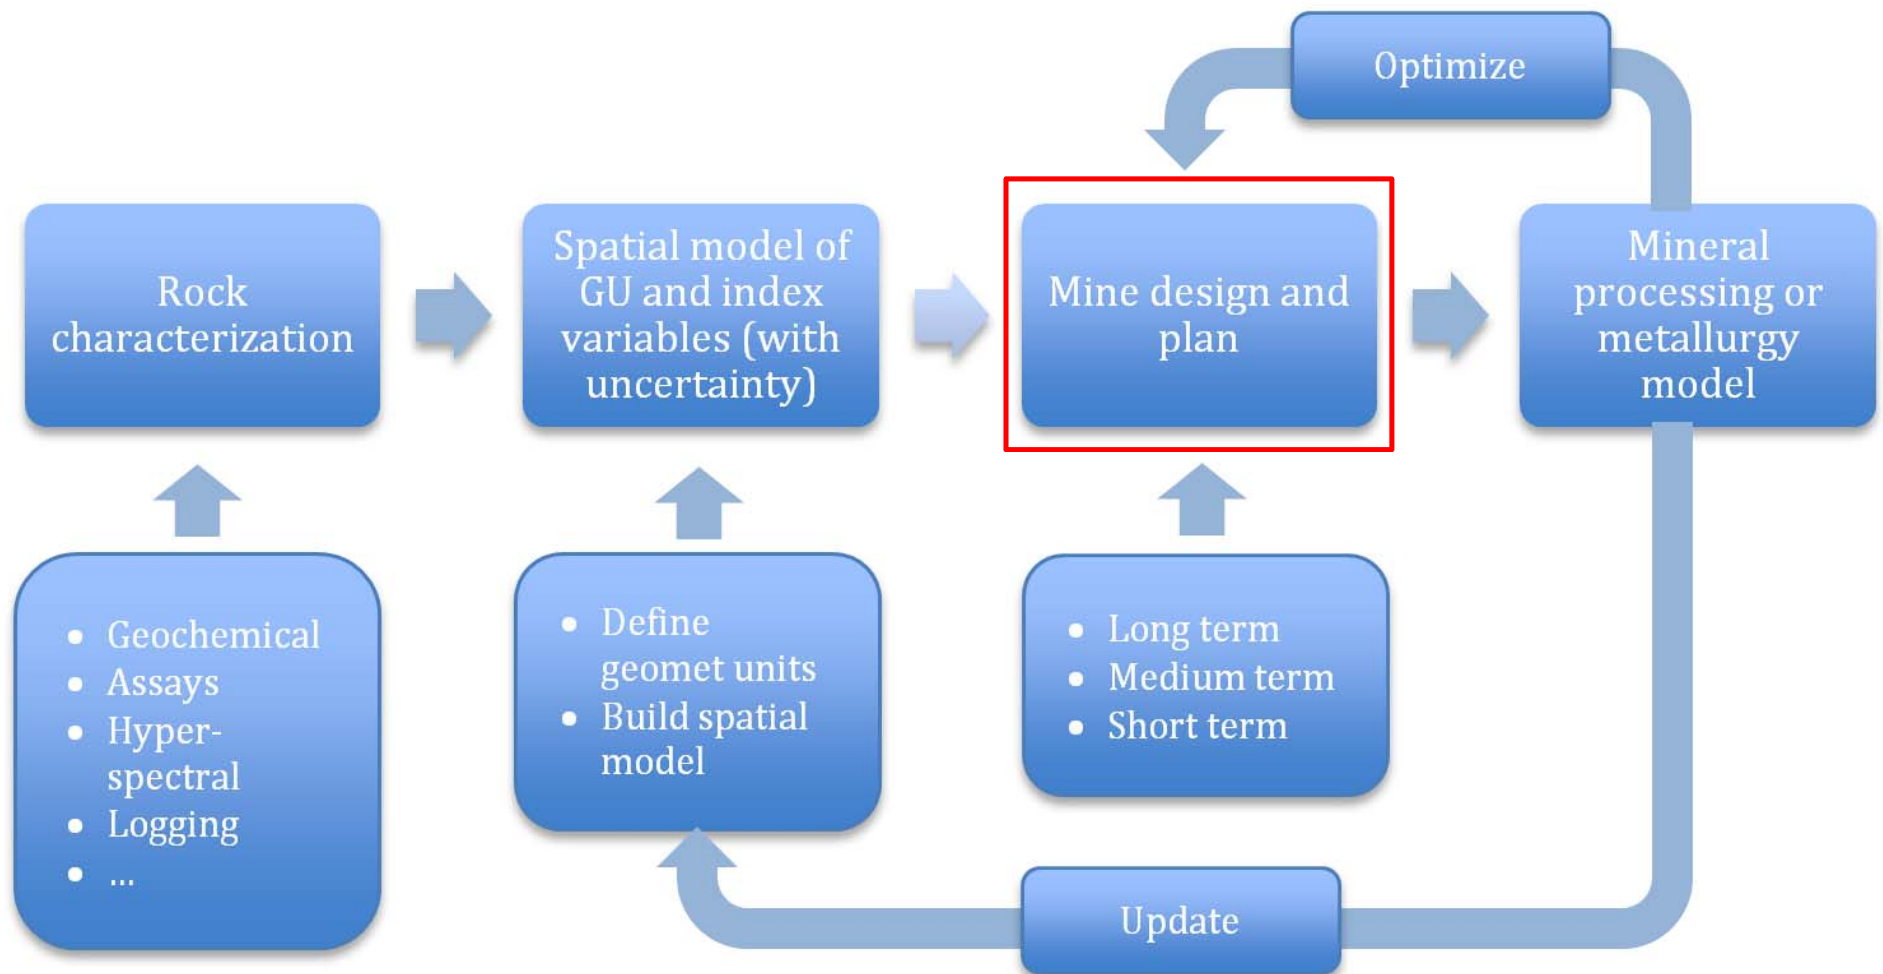 Optimize
Rock
characterization
Spatial model of
GU and index
variables (with
uncertainty)
Mine design and
plan
Mineral
processing or
metallurgy
model
• Geochemical
• Assays
• Hyper-
spectral
• Logging
• ...
• Define
geomet units
• Build spatial
model
• Long term
• Medium term
• Short term
Update